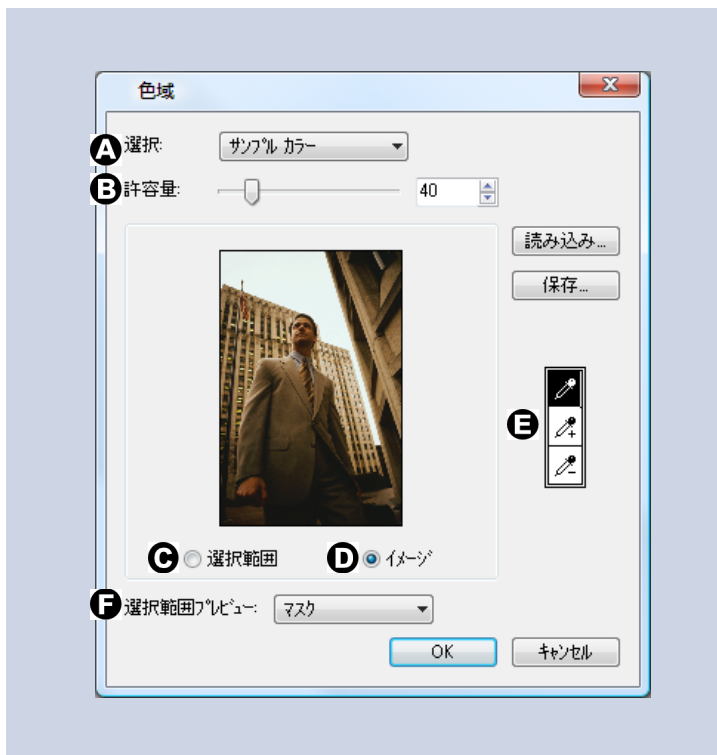 色域
A 選択: ｻﾝﾌﾟﾙ ｶﾗｰ
B 許容量: 40
読み込み...
保存...
E
C 選択範囲 D ｲﾒｰｼﾞ
F 選択範囲ﾌﾟﾚﾋﾞｭｰ: ﾏｽｸ
OK ｷｬﾝｾﾙ